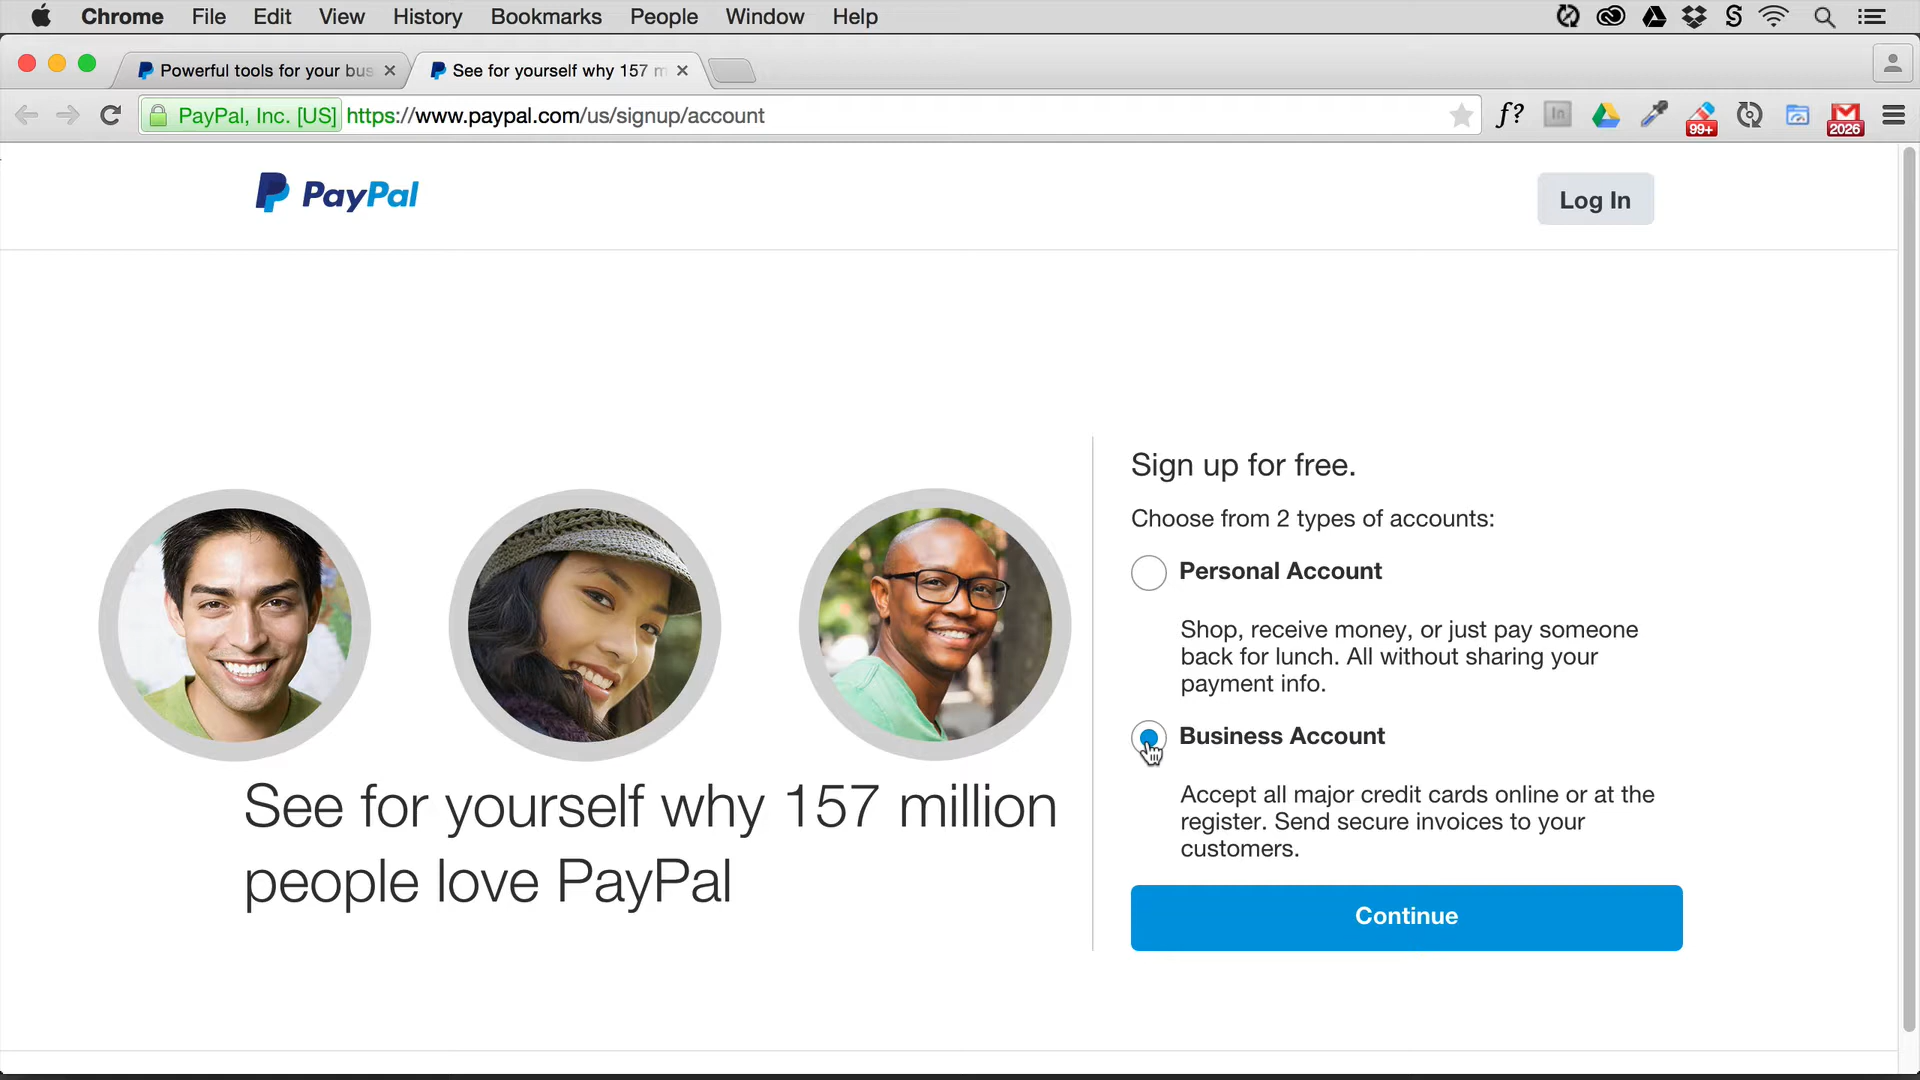 Chrome File Edit View History Bookmarks People Window Help
Powerful tools for your bus
See for yourself why 157 m
PayPal, Inc. [US] https://www.paypal.com/us/signup/account
f?
In
99+
2026
PayPal
Log In
Sign up for free.
Choose from 2 types of accounts:
Personal Account
Shop, receive money, or just pay someone
back for lunch. All without sharing your
payment info.
Business Account
Accept all major credit cards online or at the
register. Send secure invoices to your
customers.
Continue
See for yourself why 157 million
people love PayPal